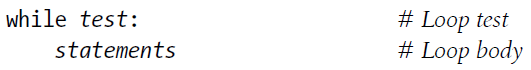 while test: # Loop test
    statements # Loop body